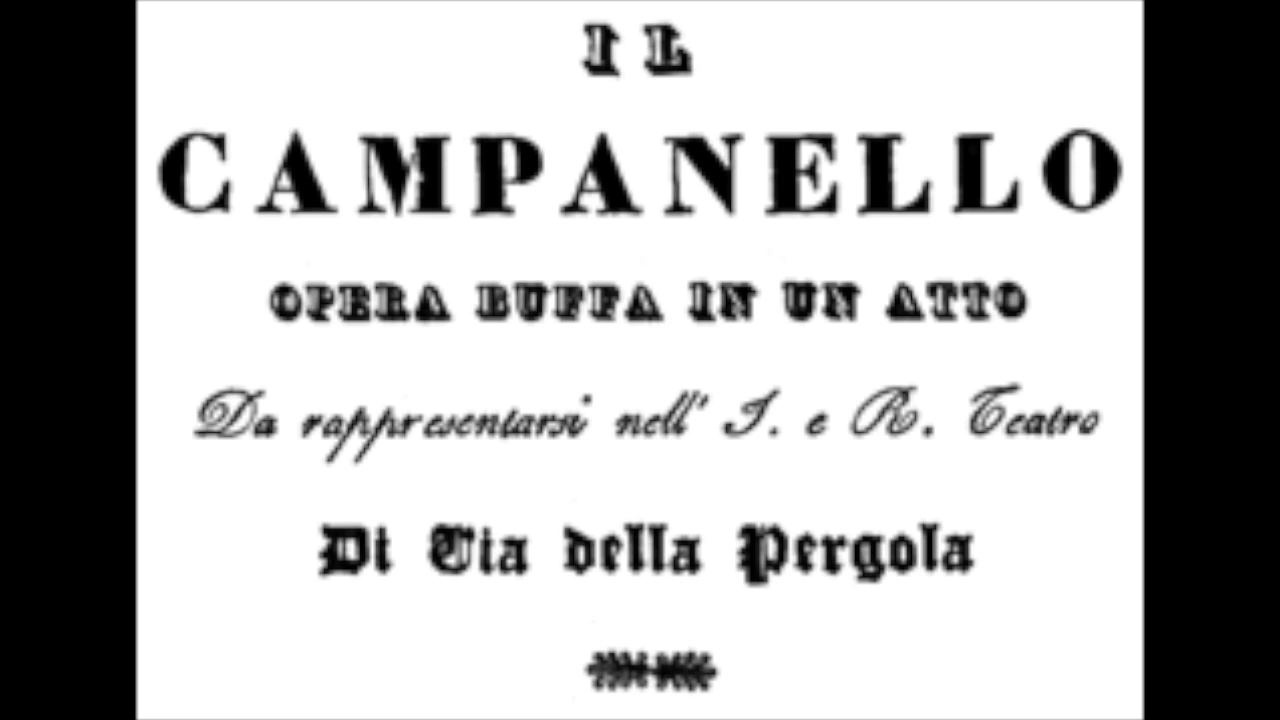 IL
CAMPANELLO
OPERA BUFFA IN UN ATTO
Da rappresentarsi nell' I. e R. Teatro
Di Via della Pergola